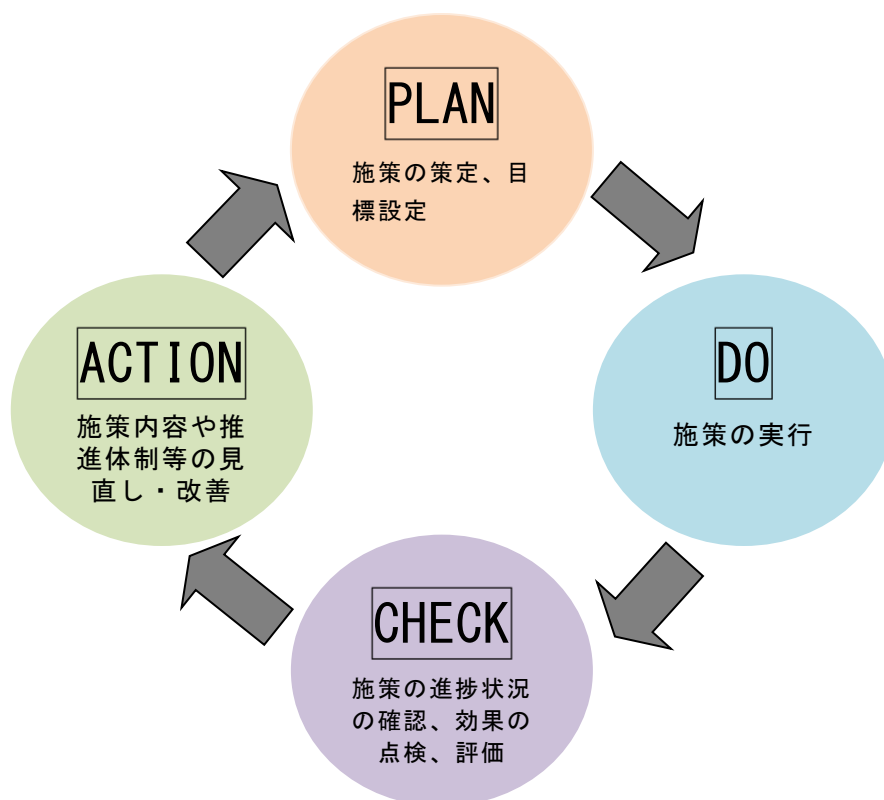 PLAN
施策の策定、目
標設定
DO
施策の実行
CHECK
施策の進捗状況
の確認、効果の
点検、評価
ACTION
施策内容や推
進体制等の見
直し・改善